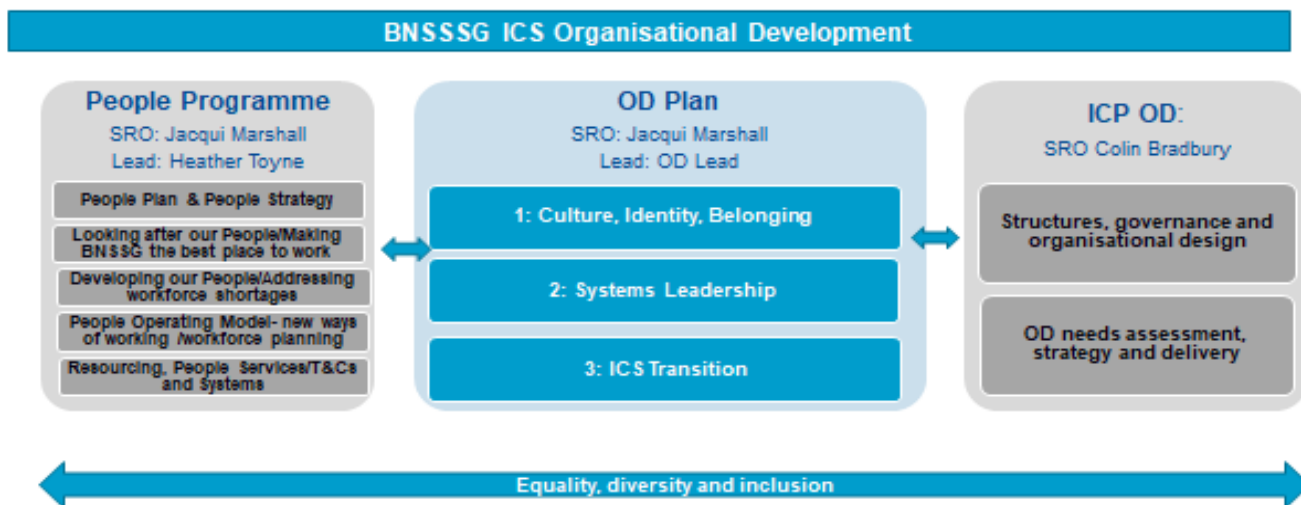 BNSSSG ICS Organisational Development
People Programme
SRO: Jacqui Marshall
Lead: Heather Toyne
People Plan & People Strategy
Looking after our People/Making
BNSSG the best place to work
Developing our People/Addressing
workforce shortages
People Operating Model- new ways
of working /workforce planning
Resourcing, People Services/T&Cs
and Systems
OD Plan
SRO: Jacqui Marshall
Lead: OD Lead
1: Culture, Identity, Belonging
2: Systems Leadership
3: ICS Transition
ICP OD:
SRO Colin Bradbury
Structures, governance and
organisational design
OD needs assessment,
strategy and delivery
Equality, diversity and inclusion